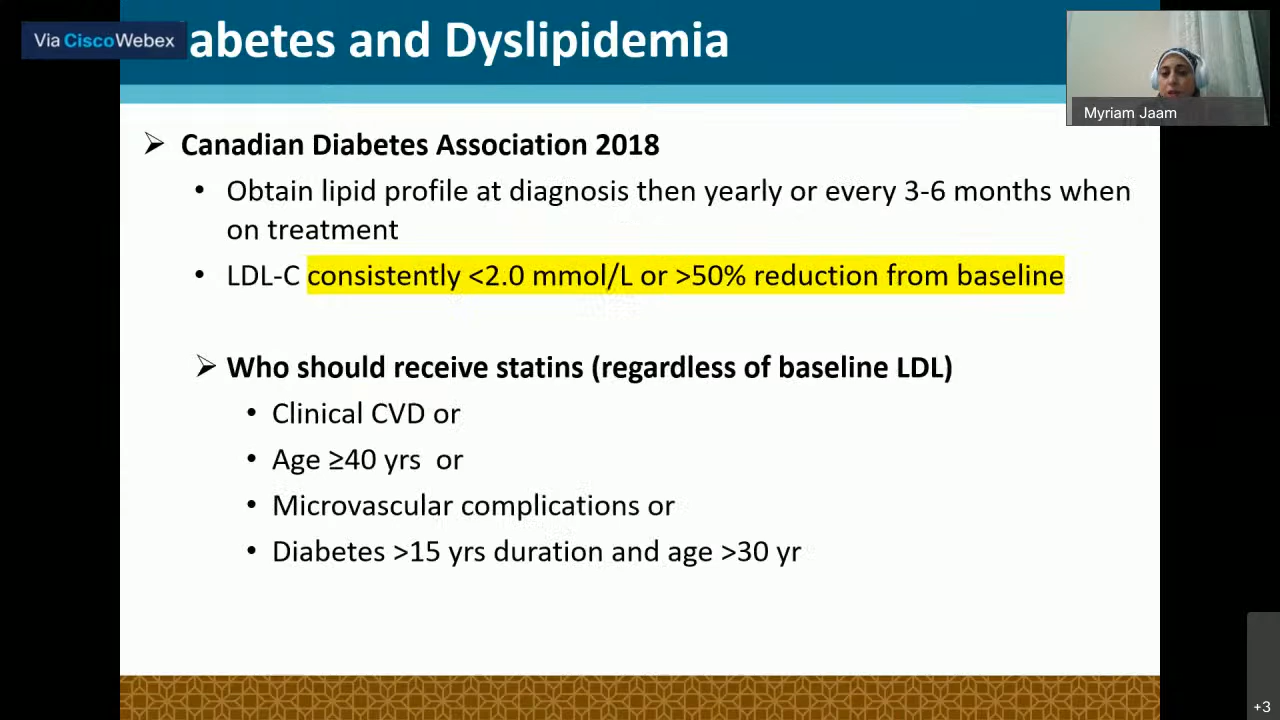 Via CiscoWebex
abetes and Dyslipidemia
Myriam Jaam
➢ Canadian Diabetes Association 2018
• Obtain lipid profile at diagnosis then yearly or every 3-6 months when
on treatment
• LDL-C consistently <2.0 mmol/L or >50% reduction from baseline
➢ Who should receive statins (regardless of baseline LDL)
• Clinical CVD or
• Age ≥40 yrs or
• Microvascular complications or
• Diabetes >15 yrs duration and age >30 yr
+3